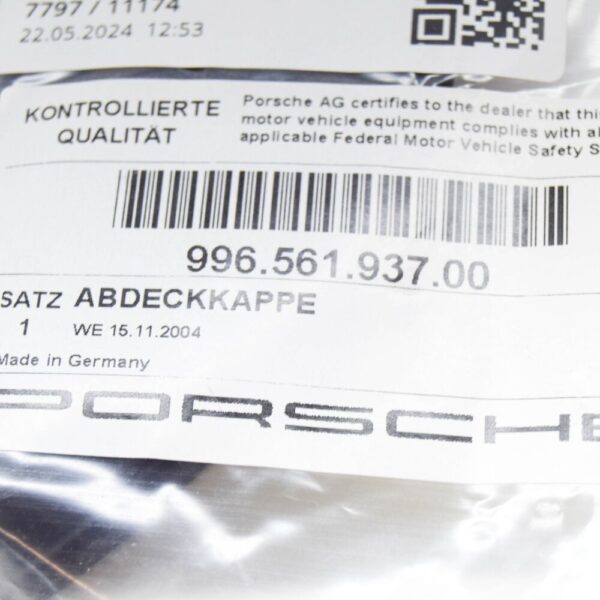 7797 / 11174
22.05.2024 12:53
KONTROLLIERTE
QUALITÄT
Porsche AG certifies to the dealer that this
motor vehicle equipment complies with al
applicable Federal Motor Vehicle Safety S
996.561.937.00
SATZ ABDECKKAPPE
1 WE 15.11.2004
Made in Germany
PORSCHE